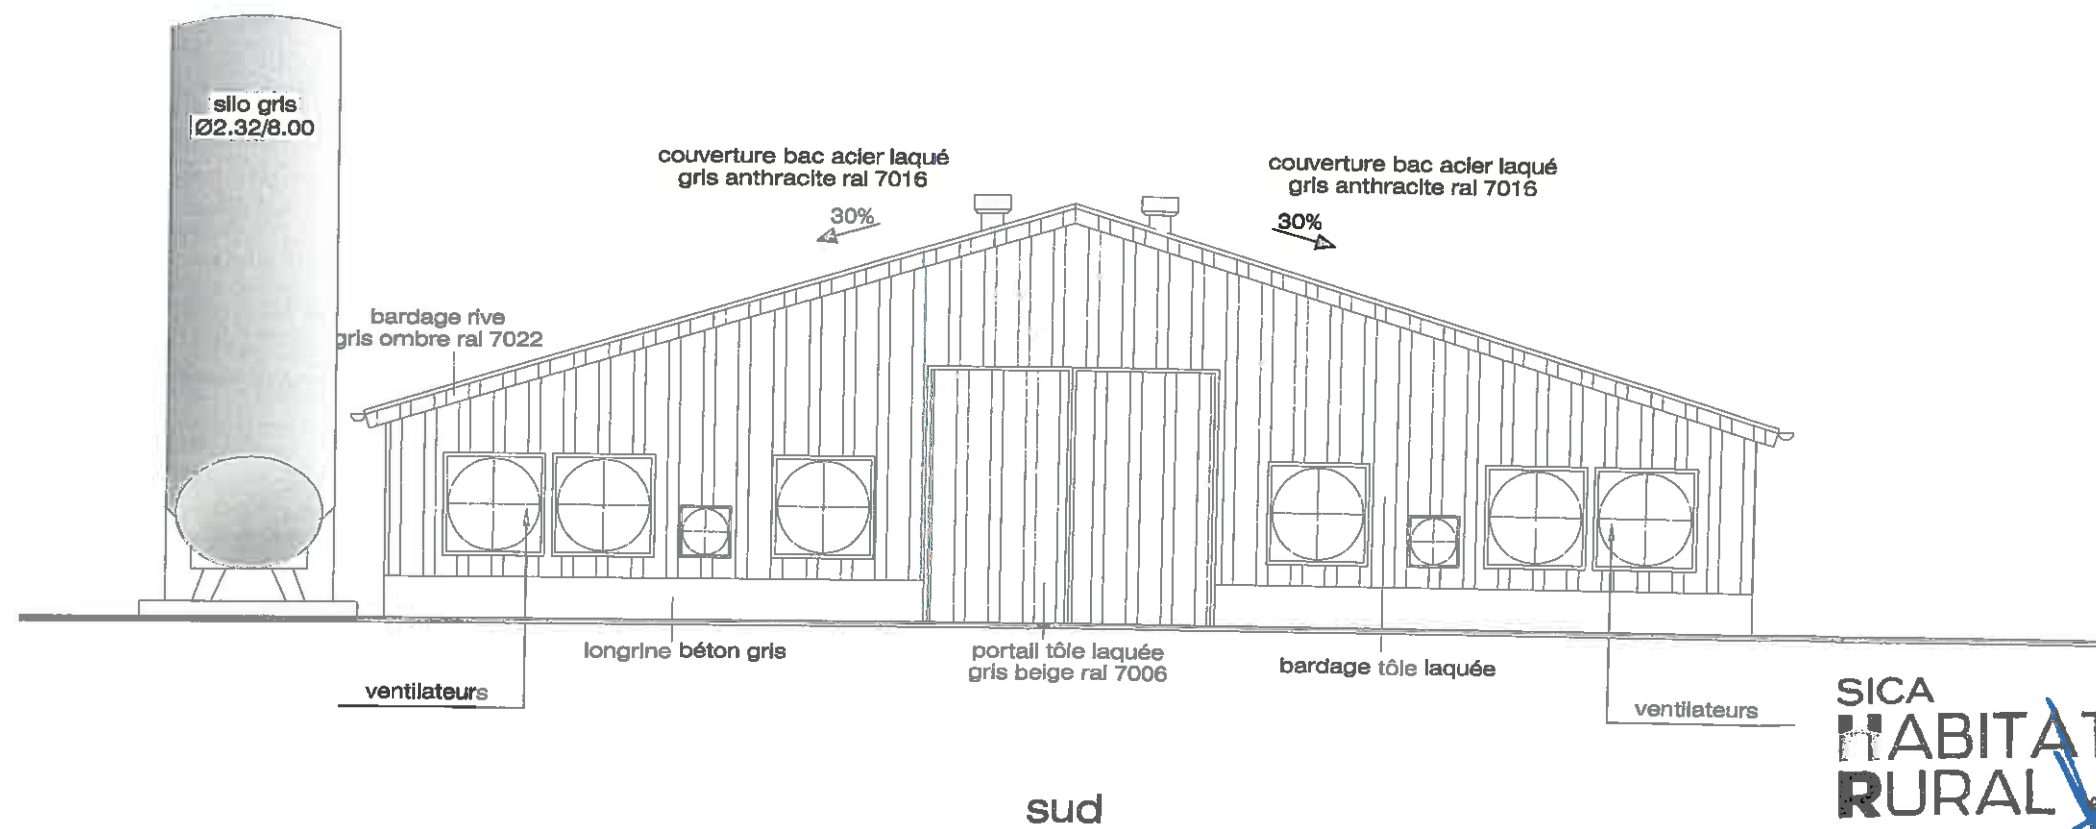 silo gris
Ø2.32/8.00
couverture bac acier laqué
gris anthracite ral 7016
30%
couverture bac acier laqué
gris anthracite ral 7016
30%
bardage rive
gris ombre ral 7022
longrine béton gris
portail tôle laquée
gris beige ral 7006
bardage tôle laquée
ventilateurs
ventilateurs
SICA
HABITAT
RURAL
sud